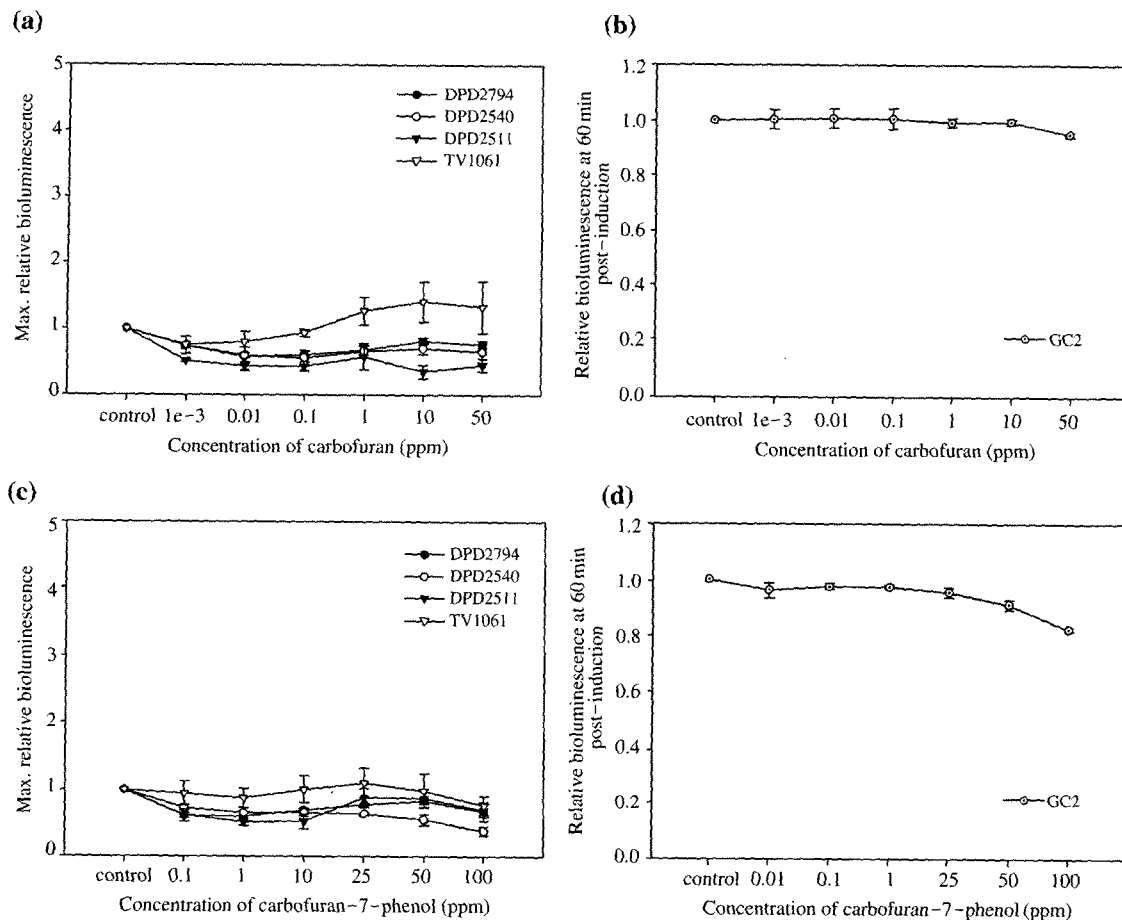 (a)
5
4
3
2
1
0
Max. relative bioluminescence
DPD2794
DPD2540
DPD2511
TV1061
control 1e-3 0.01 0.1 1 10 50
Concentration of carbofuran (ppm)
(b)
1.2
1.0
0.8
0.6
0.4
0.2
0.0
Relative bioluminescence at 60 min
post-induction
GC2
control 1e-3 0.01 0.1 1 10 50
Concentration of carbofuran (ppm)
(c)
5
4
3
2
1
0
Max. relative bioluminescence
DPD2794
DPD2540
DPD2511
TV1061
control 0.1 1 10 25 50 100
Concentration of carbofuran-7-phenol (ppm)
(d)
1.2
1.0
0.8
0.6
0.4
0.2
0.0
Relative bioluminescence at 60 min
post-induction
GC2
control 0.01 0.1 1 25 50 100
Concentration of carbofuran-7-phenol (ppm)